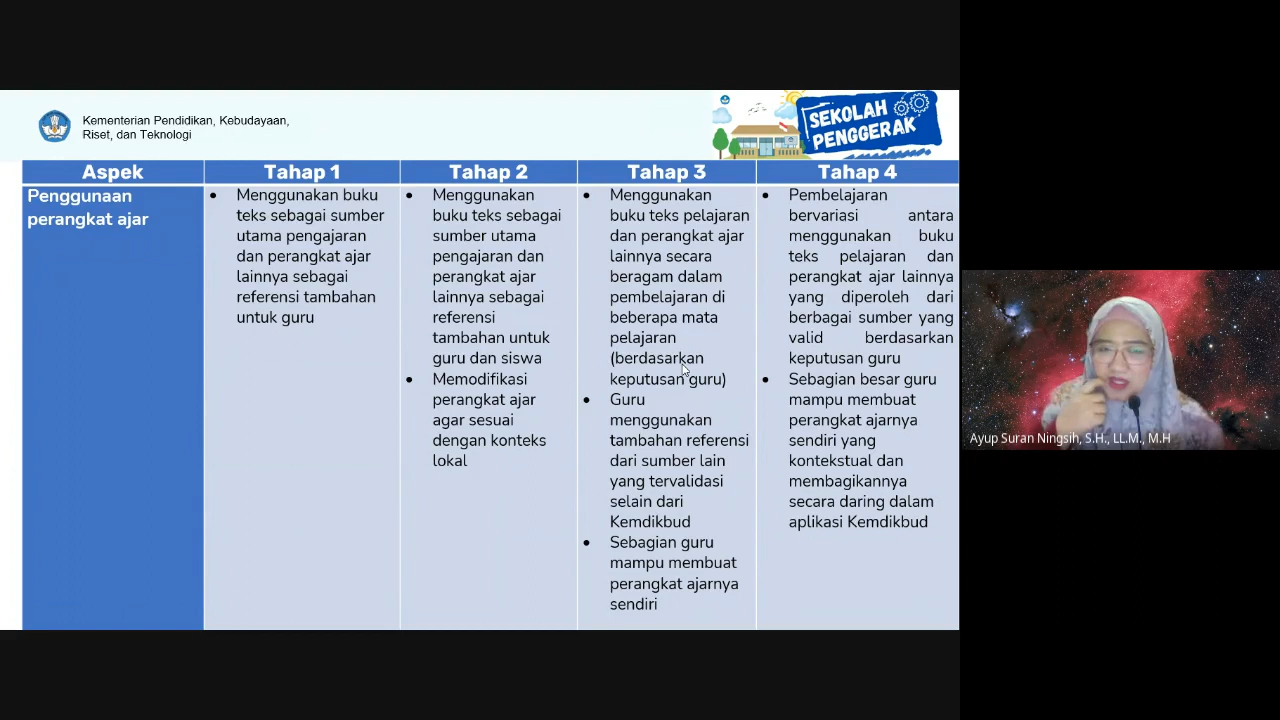 Kementerian Pendidikan, Kebudayaan,
Riset, dan Teknologi
SEKOLAH
PENGGERAK
Aspek
Tahap 1
Tahap 2
Tahap 3
Tahap 4
Penggunaan
perangkat ajar
• Menggunakan buku
teks sebagai sumber
utama pengajaran
dan perangkat ajar
lainnya sebagai
referensi tambahan
untuk guru
• Menggunakan
buku teks sebagai
sumber utama
pengajaran dan
perangkat ajar
lainnya sebagai
referensi
tambahan untuk
guru dan siswa
• Memodifikasi
perangkat ajar
agar sesuai
dengan konteks
lokal
• Menggunakan
buku teks pelajaran
dan perangkat ajar
lainnya secara
beragam dalam
pembelajaran di
beberapa mata
pelajaran
(berdasarkan
keputusan guru)
• Guru
menggunakan
tambahan referensi
dari sumber lain
yang tervalidasi
selain dari
Kemdikbud
• Sebagian guru
mampu membuat
perangkat ajarnya
sendiri
• Pembelajaran
bervariasi antara
menggunakan buku
teks pelajaran dan
perangkat ajar lainnya
yang diperoleh dari
berbagai sumber yang
valid berdasarkan
keputusan guru
• Sebagian besar guru
mampu membuat
perangkat ajarnya
sendiri yang
kontekstual dan
membagikannya
secara daring dalam
aplikasi Kemdikbud
Ayup Suran Ningsih, S.H., LL.M., M.H